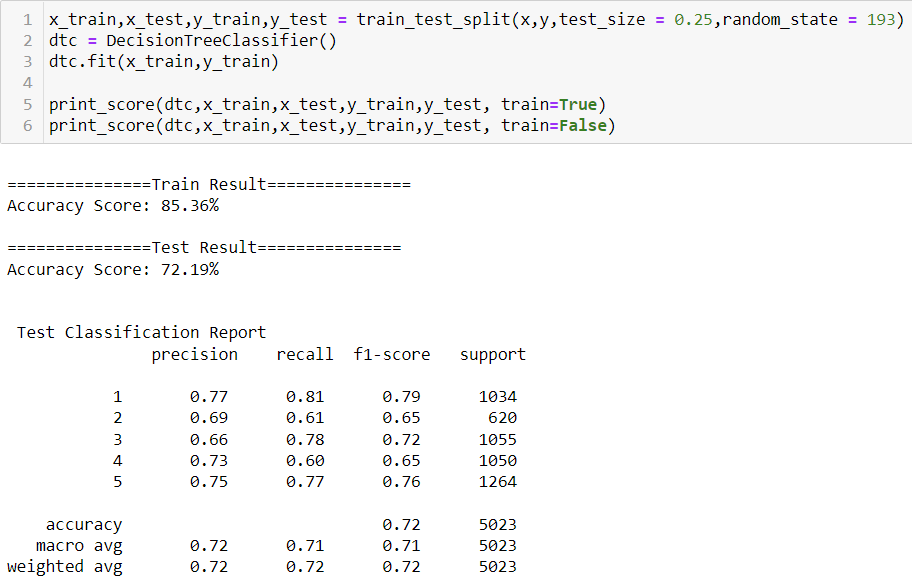 1 x_train,x_test,y_train,y_test = train_test_split(x,y,test_size = 0.25,random_state = 193)
2 dtc = DecisionTreeClassifier()
3 dtc.fit(x_train,y_train)
4
5 print_score(dtc,x_train,x_test,y_train,y_test, train=True)
6 print_score(dtc,x_train,x_test,y_train,y_test, train=False)
===============Train Result===============
Accuracy Score: 85.36%
===============Test Result===============
Accuracy Score: 72.19%
Test Classification Report
precision recall f1-score support
1 0.77 0.81 0.79 1034
2 0.69 0.61 0.65 620
3 0.66 0.78 0.72 1055
4 0.73 0.60 0.65 1050
5 0.75 0.77 0.76 1264
accuracy 0.72 5023
macro avg 0.72 0.71 0.71 5023
weighted avg 0.72 0.72 0.72 5023